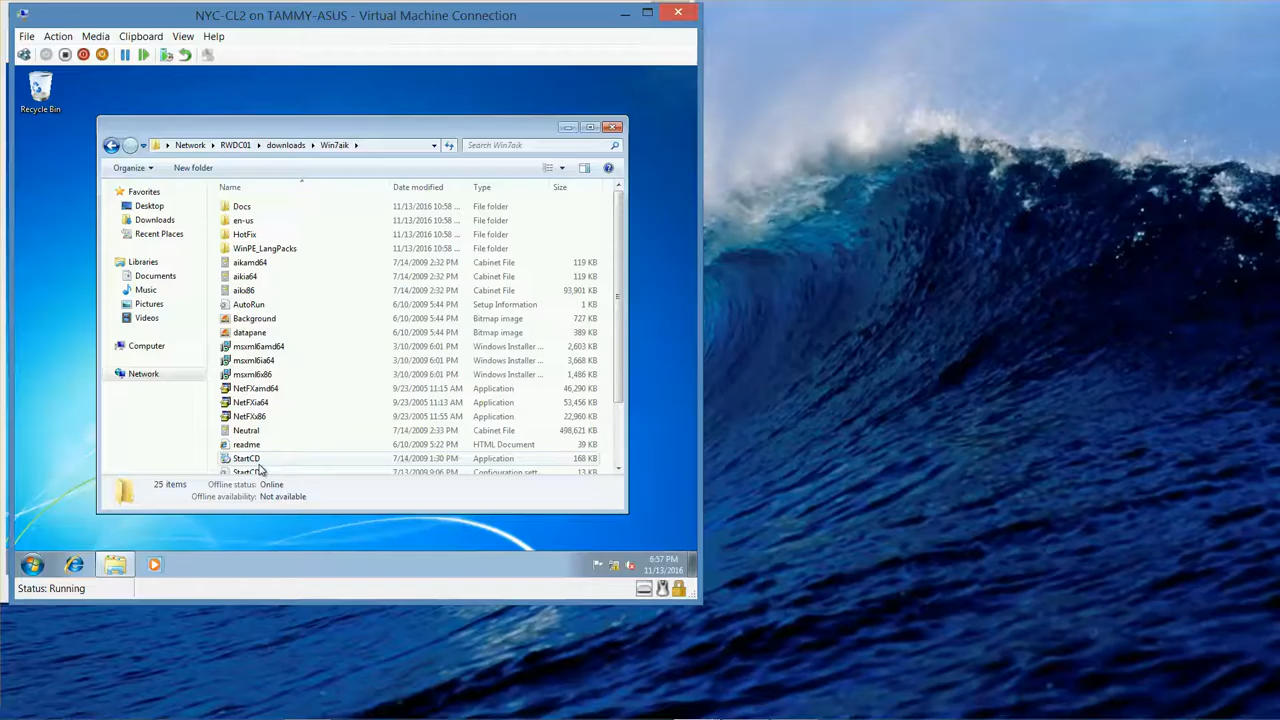 NYC-CL2 on TAMMY-ASUS - Virtual Machine Connection
File Action Media Clipboard View Help
Recycle Bin
Network RWDC01 downloads Win7aik Search Win7aik
Organize New folder
Name Date modified Type Size
Favorites
Desktop
Downloads
Recent Places
Libraries
Documents
Music
Pictures
Videos
Computer
Network
Docs 11/13/2016 10:58 ... File folder
en-us 11/13/2016 10:58 ... File folder
HotFix 11/13/2016 10:58 ... File folder
WinPE_LangPacks 11/13/2016 10:58 ... File folder
aikamd64 7/14/2009 2:32 PM Cabinet File 119 KB
aikia64 7/14/2009 2:32 PM Cabinet File 119 KB
aikx86 7/14/2009 2:32 PM Cabinet File 93,901 KB
AutoRun 6/10/2009 5:44 PM Setup Information 1 KB
Background 6/10/2009 5:44 PM Bitmap image 727 KB
datapane 6/10/2009 5:44 PM Bitmap image 389 KB
msxml6amd64 3/10/2009 6:01 PM Windows Installer ... 2,603 KB
msxml6ia64 3/10/2009 6:01 PM Windows Installer ... 3,668 KB
msxml6x86 3/10/2009 6:01 PM Windows Installer ... 1,486 KB
NetFXamd64 9/23/2005 11:15 AM Application 46,290 KB
NetFXia64 9/23/2005 11:13 AM Application 53,456 KB
NetFXx86 9/23/2005 11:55 AM Application 22,960 KB
Neutral 7/14/2009 2:33 PM Cabinet File 498,621 KB
readme 6/10/2009 5:22 PM HTML Document 39 KB
StartCD 7/14/2009 1:30 PM Application 168 KB
StartCD 7/13/2009 9:06 PM Configuration sett... 13 KB
25 items Offline status: Online
Offline availability: Not available
6:57 PM
11/13/2016
Status: Running